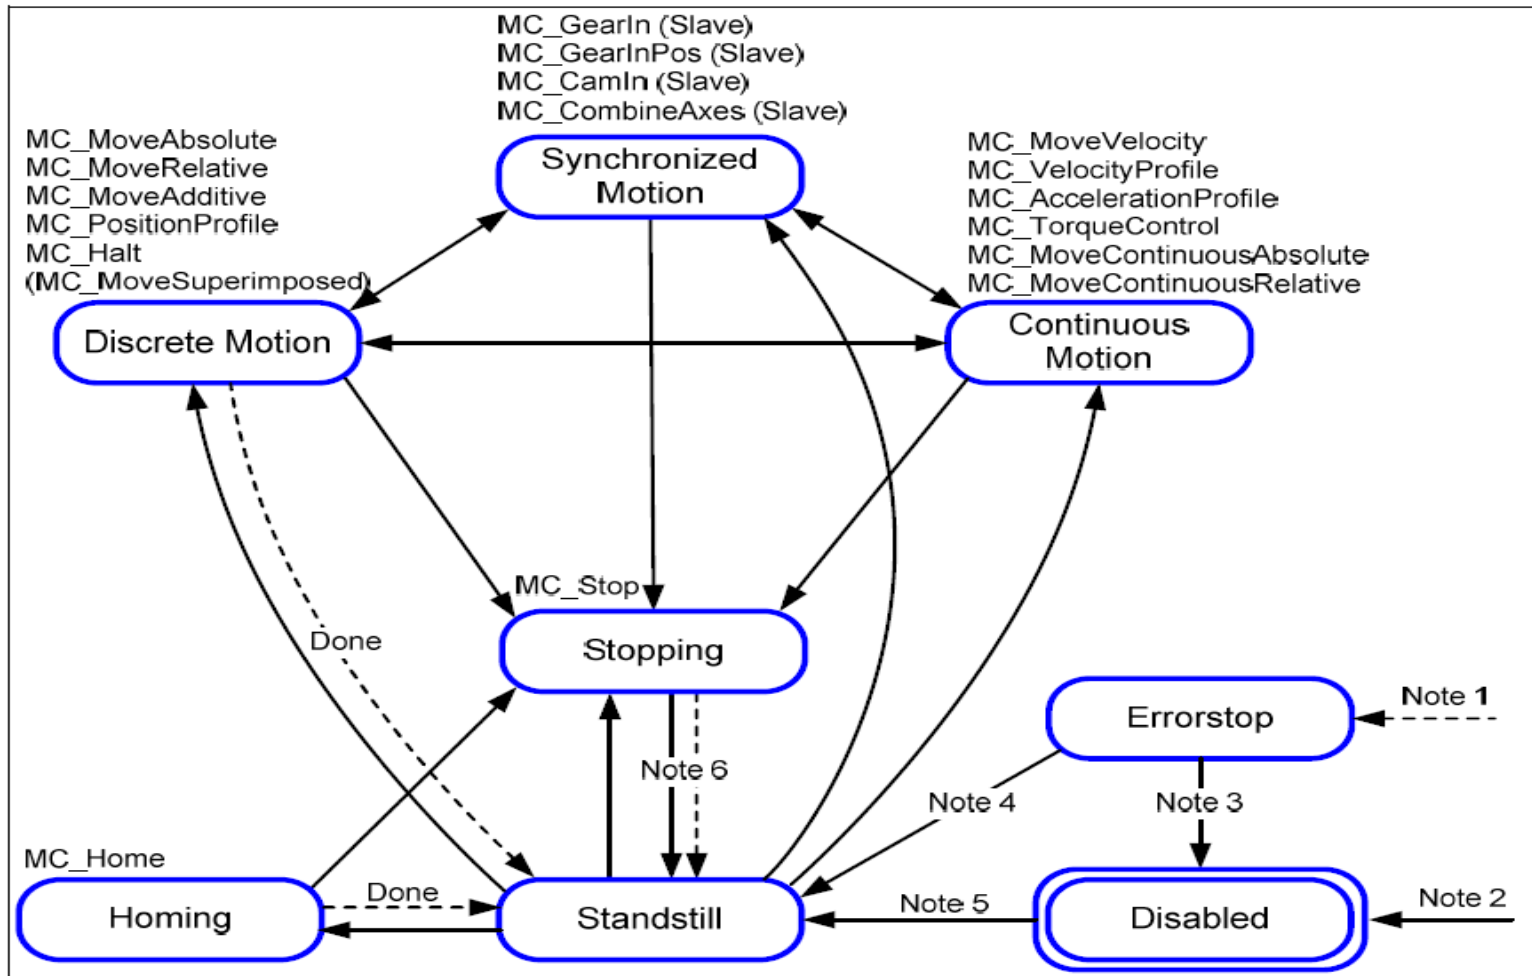 MC_GearIn (Slave)
MC_GearInPos (Slave)
MC_CamIn (Slave)
MC_CombineAxes (Slave)
Synchronized
Motion
MC_MoveAbsolute
MC_MoveRelative
MC_MoveAdditive
MC_PositionProfile
MC_Halt
(MC_MoveSuperimposed)
Discrete Motion
MC_MoveVelocity
MC_VelocityProfile
MC_AccelerationProfile
MC_TorqueControl
MC_MoveContinuousAbsolute
MC_MoveContinuousRelative
Continuous
Motion
MC_Stop
Stopping
Done
Note 6
Errorstop
Note 1
Note 4
Note 3
MC_Home
Homing
Done
Standstill
Note 5
Disabled
Note 2